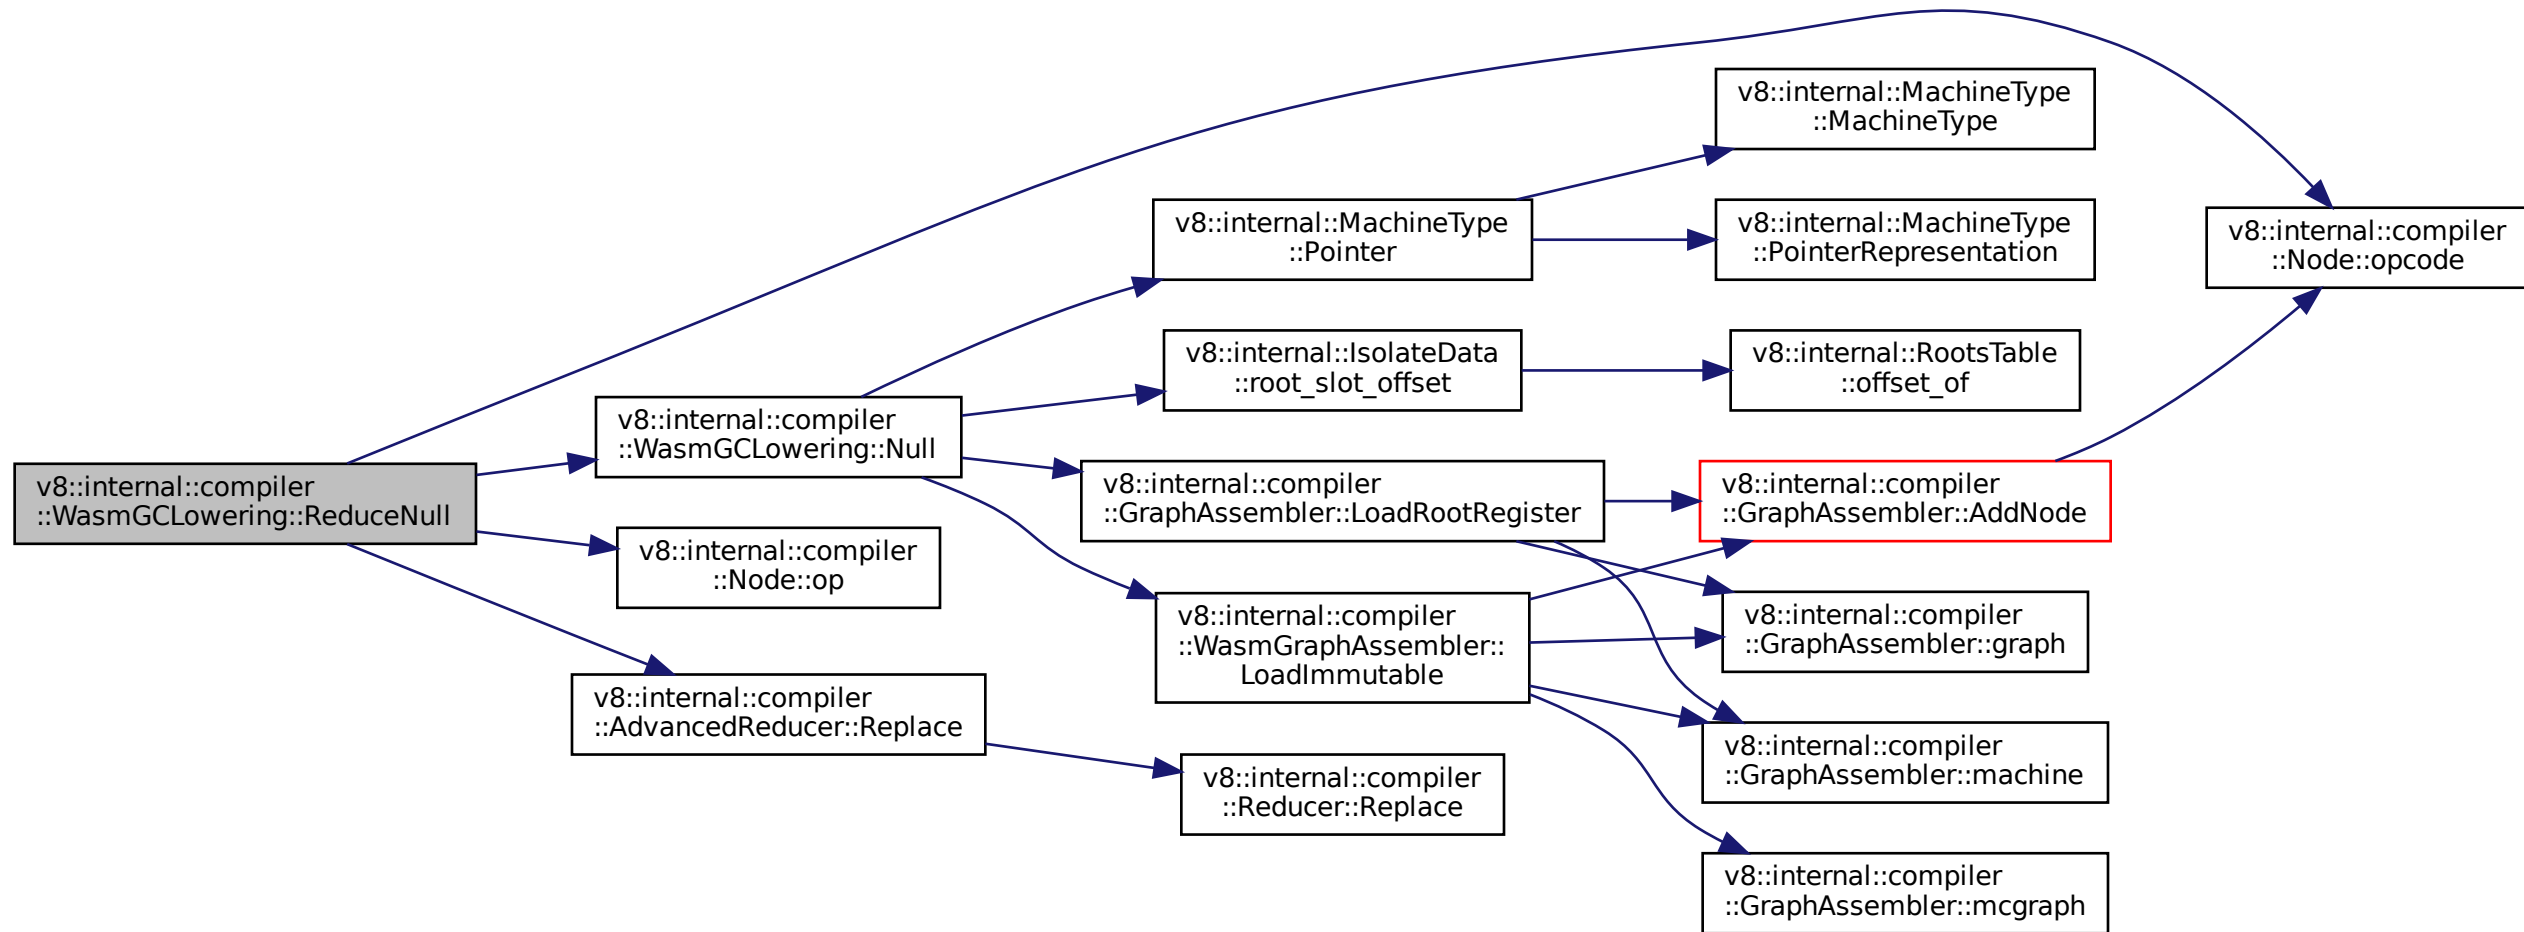 v8::internal::compiler
::WasmGCLowering::ReduceNull
v8::internal::compiler
::WasmGCLowering::Null
v8::internal::compiler
::Node::op
v8::internal::compiler
::AdvancedReducer::Replace
v8::internal::MachineType
::Pointer
v8::internal::IsolateData
::root_slot_offset
v8::internal::compiler
::GraphAssembler::LoadRootRegister
v8::internal::compiler
::WasmGraphAssembler::
LoadImmutable
v8::internal::compiler
::Reducer::Replace
v8::internal::MachineType
::MachineType
v8::internal::MachineType
::PointerRepresentation
v8::internal::RootsTable
::offset_of
v8::internal::compiler
::GraphAssembler::AddNode
v8::internal::compiler
::GraphAssembler::graph
v8::internal::compiler
::GraphAssembler::machine
v8::internal::compiler
::GraphAssembler::mcgraph
v8::internal::compiler
::Node::opcode